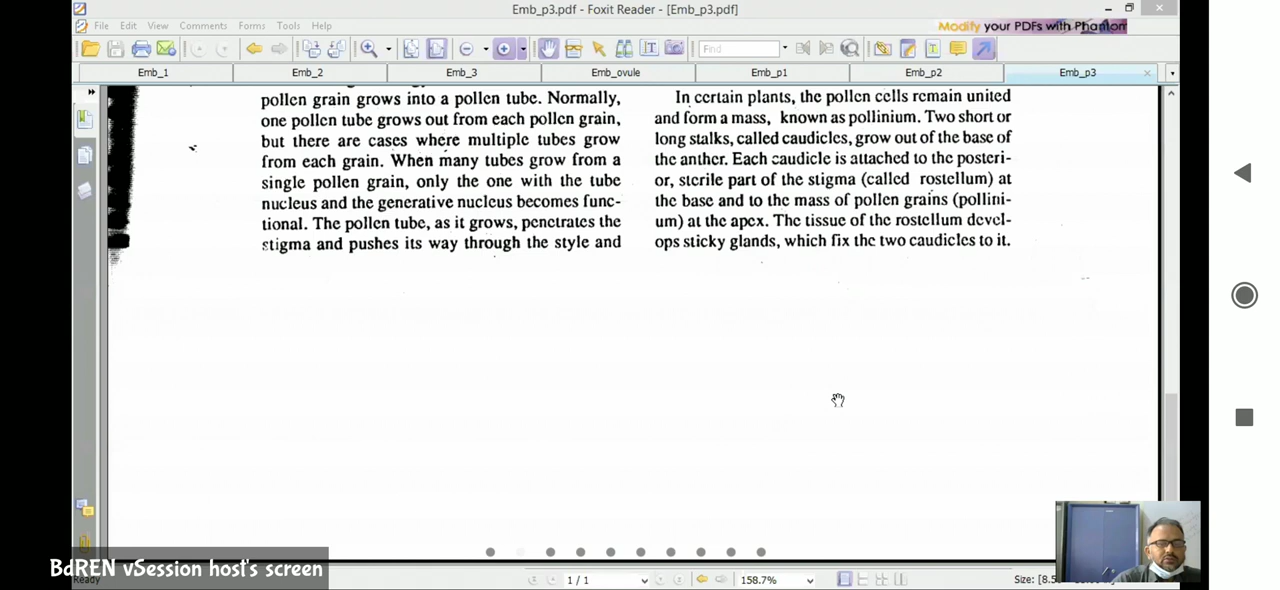 Emb_p3.pdf - Foxit Reader - [Emb_p3.pdf]
File Edit View Comments Forms Tools Help
Modify your PDFs with Phantom
Find
Emb_1 Emb_2 Emb_3 Emb_ovule Emb_p1 Emb_p2 Emb_p3
pollen grain grows into a pollen tube. Normally,
one pollen tube grows out from each pollen grain,
but there are cases where multiple tubes grow
from each grain. When many tubes grow from a
single pollen grain, only the one with the tube
nucleus and the generative nucleus becomes func-
tional. The pollen tube, as it grows, penetrates the
stigma and pushes its way through the style and
In certain plants, the pollen cells remain united
and form a mass, known as pollinium. Two short or
long stalks, called caudicles, grow out of the base of
the anther. Each caudicle is attached to the posteri-
or, sterile part of the stigma (called rostellum) at
the base and to the mass of pollen grains (pollini-
um) at the apex. The tissue of the rostellum devel-
ops sticky glands, which fix the two caudicles to it.
BdREN vSession host's screen
Ready
1 / 1
158.7%
Size: [8.5